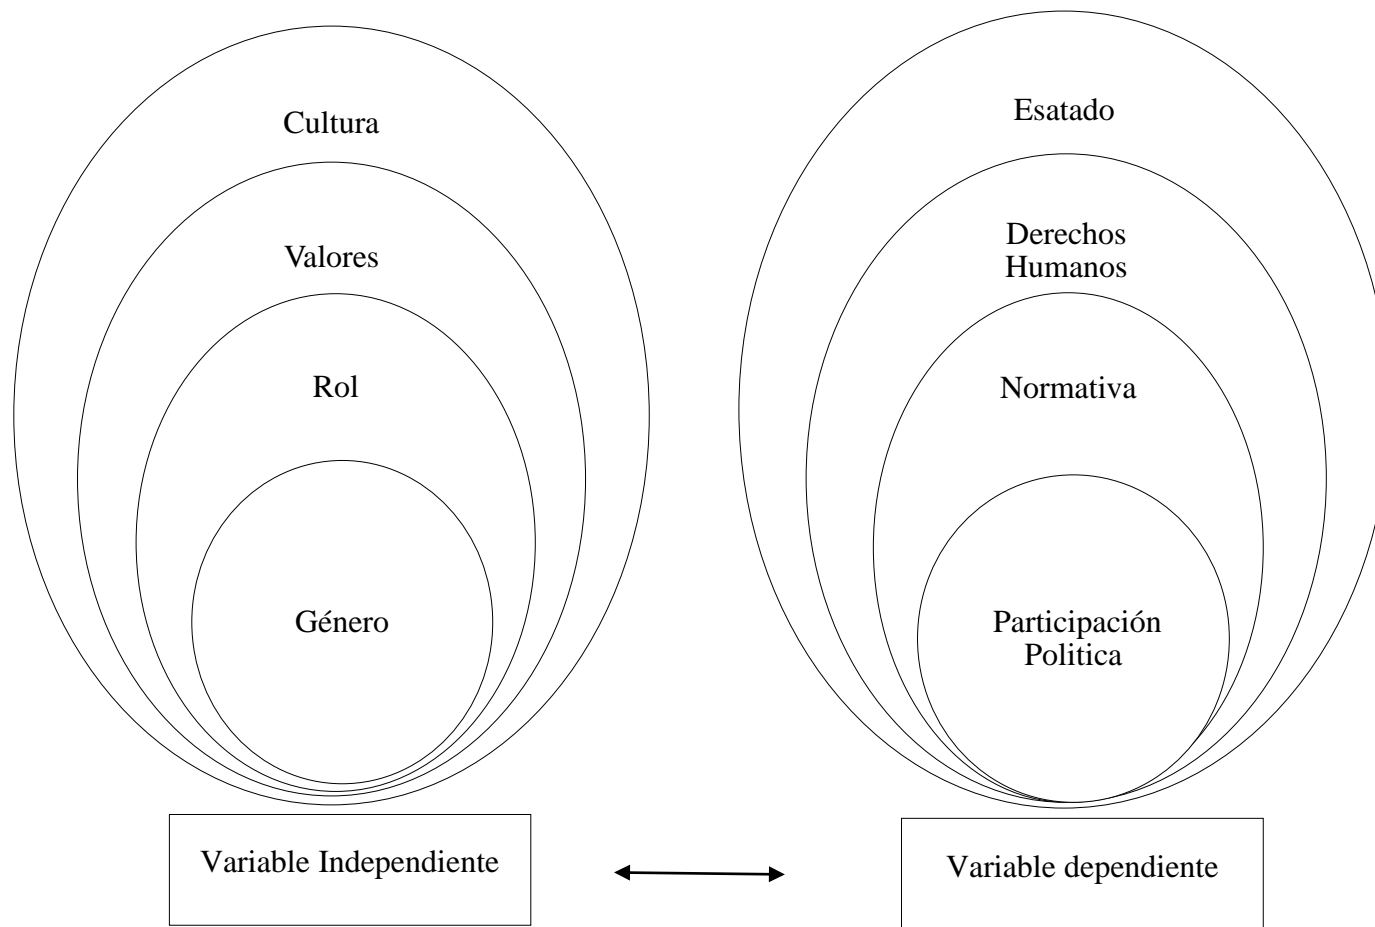 Cultura
Valores
Rol
Género
Variable Independiente
Esatado
Derechos
Humanos
Normativa
Participación
Politica
Variable dependiente